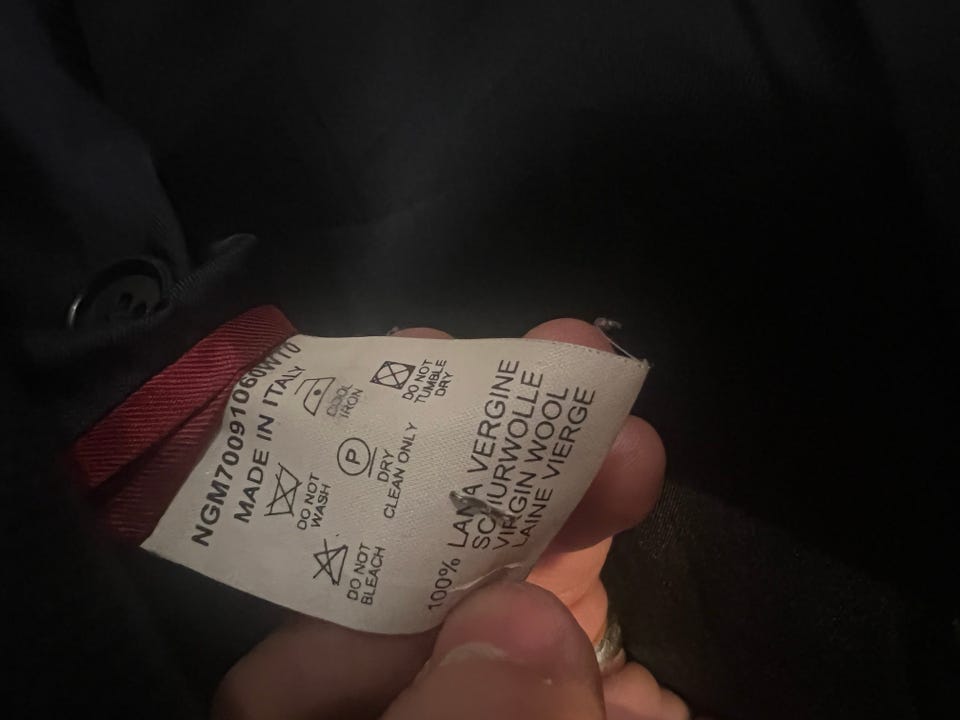 NGM70091060W10
MADE IN ITALY
DO NOT
BLEACH
DO NOT
WASH
COOL
IRON
P
DRY
CLEAN ONLY
DO NOT
TUMBLE
DRY
100% LANA VERGINE
SCHURWOLLE
VIRGIN WOOL
LAINE VIERGE